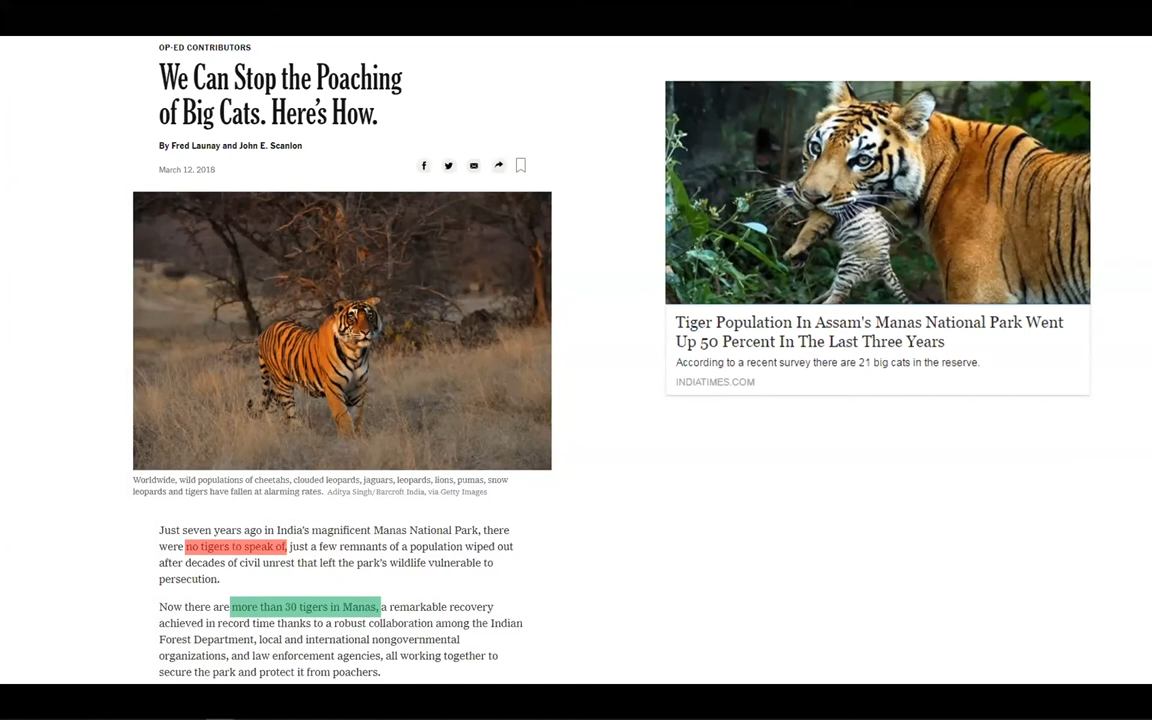 OP-ED CONTRIBUTORS
We Can Stop the Poaching
of Big Cats. Here's How.
By Fred Launay and John E. Scanlon
March 12, 2018
Worldwide, wild populations of cheetahs, clouded leopards, jaguars, leopards, lions, pumas, snow
leopards and tigers have fallen at alarming rates. Aditya Singh/Barcroft India, via Getty Images
Just seven years ago in India's magnificent Manas National Park, there
were no tigers to speak of, just a few remnants of a population wiped out
after decades of civil unrest that left the park's wildlife vulnerable to
persecution.
Now there are more than 30 tigers in Manas, a remarkable recovery
achieved in record time thanks to a robust collaboration among the Indian
Forest Department, local and international nongovernmental
organizations, and law enforcement agencies, all working together to
secure the park and protect it from poachers.
Tiger Population In Assam's Manas National Park Went
Up 50 Percent In The Last Three Years
According to a recent survey there are 21 big cats in the reserve.
INDIATIMES.COM